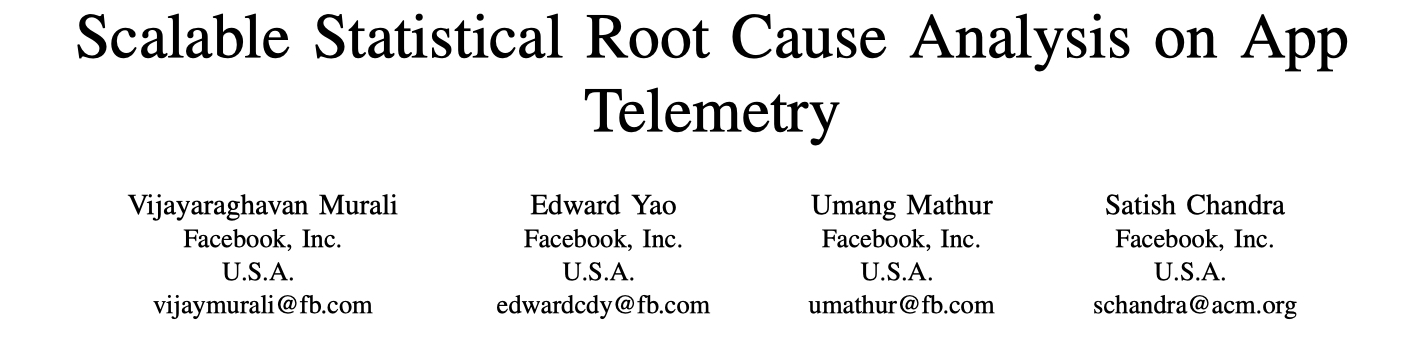 Scalable Statistical Root Cause Analysis on App
Telemetry
Vijayaraghavan Murali
Facebook, Inc.
U.S.A.
vijaymurali@fb.com
Edward Yao
Facebook, Inc.
U.S.A.
edwardcdy@fb.com
Umang Mathur
Facebook, Inc.
U.S.A.
umathur@fb.com
Satish Chandra
Facebook, Inc.
U.S.A.
schandra@acm.org